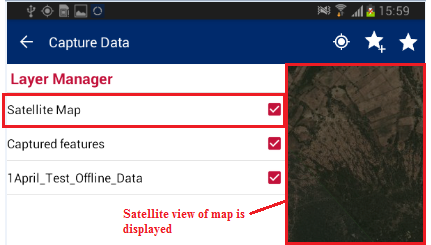 15:59
Capture Data
Layer Manager
Satellite Map
Captured features
1April_Test_Offline_Data
Satellite view of map is
displayed